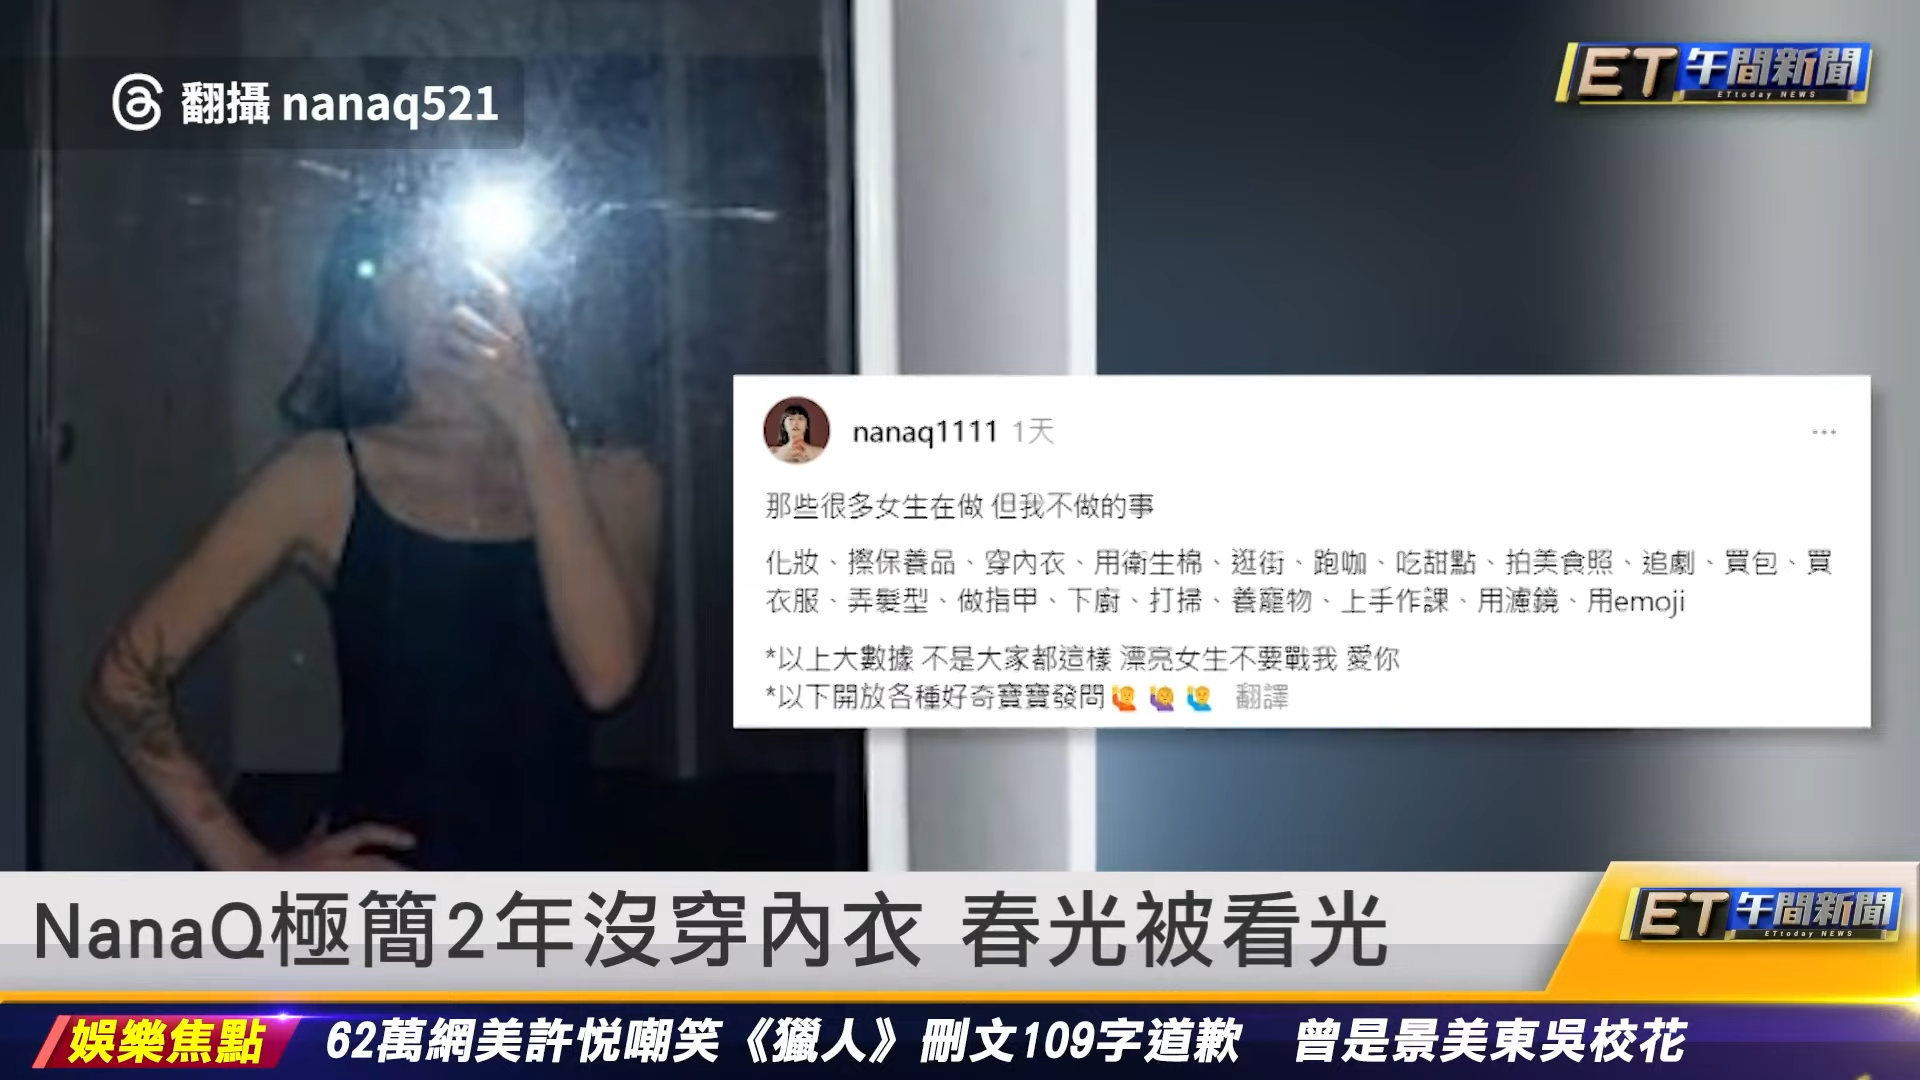 翻攝 nanaq521
ET午間新聞
ETtoday NEWS
nanaq1111 1天
那些很多女生在做 但我不做的事
化妝、擦保養品、穿內衣、用衛生棉、逛街、跑咖、吃甜點、拍美食照、追劇、買包、買
衣服、弄髮型、做指甲、下廚、打掃、養寵物、上手作課、用濾鏡、用emoji
*以上大數據 不是大家都這樣 漂亮女生不要戰我 愛你
*以下開放各種好奇寶寶發問🙋🙋‍♀️🙋‍♂️ 翻譯
NanaQ極簡2年沒穿內衣 春光被看光
ET午間新聞
ETtoday NEWS
娛樂焦點 62萬網美許悦嘲笑《獵人》刪文109字道歉 曾是景美東吳校花